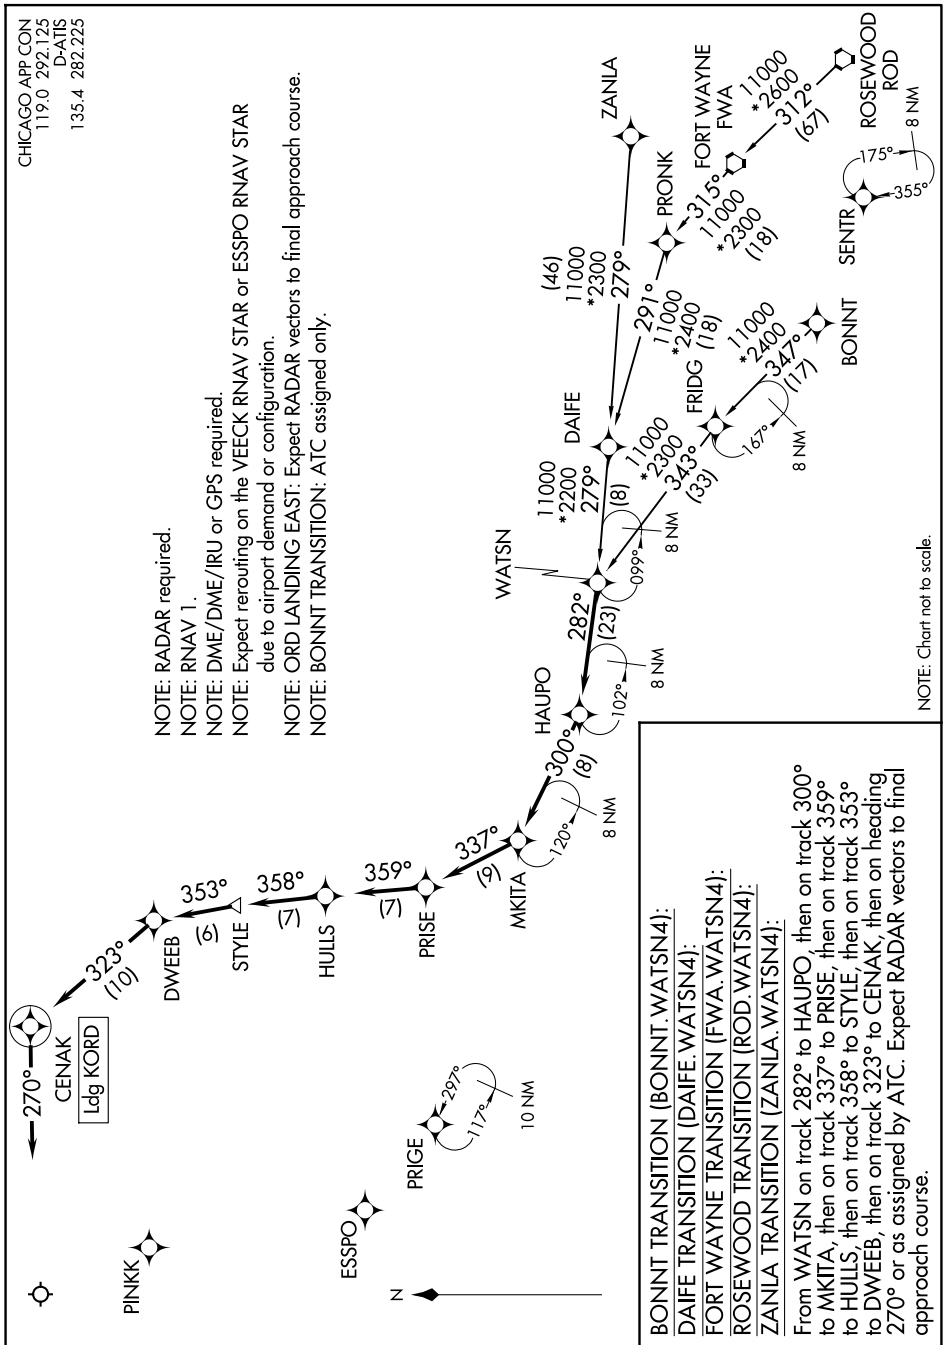 CHICAGO APP CON
119.0 292.125
D-ATIS
135.4 282.225
NOTE: RADAR required.
NOTE: RNAV 1.
NOTE: DME/DME/IRU or GPS required.
NOTE: Expect rerouting on the VEECK RNAV STAR or ESSPO RNAV STAR
due to airport demand or configuration.
NOTE: ORD LANDING EAST: Expect RADAR vectors to final approach course.
NOTE: BONNT TRANSITION: ATC assigned only.
270°
CENAK
Ldg KORD
323°
(10)
DWEEB
353°
(6)
STYLE
358°
(7)
HULLS
359°
(7)
PRISE
337°
(9)
MKITA
120°
8 NM
300°
(8)
HAUPO
102°
8 NM
282°
(23)
WATSN
099°
8 NM
11000
*2200
279°
(8)
DAIFE
(46)
11000
*2300
279°
ZANLA
291°
11000
*2400
(18)
PRONK
315°
11000
*2300
(18)
FORT WAYNE
FWA
11000
*2600
312°
(67)
ROSEWOOD
ROD
11000
*2300
343°
(33)
FRIDG
167°
8 NM
11000
*2400
347°
(17)
BONNT
SENTR
175°
355°
8 NM
PINKK
ESSPO
PRIGE
297°
117°
10 NM
N
NOTE: Chart not to scale.
BONNT TRANSITION (BONNT.WATSN4):
DAIFE TRANSITION (DAIFE.WATSN4):
FORT WAYNE TRANSITION (FWA.WATSN4):
ROSEWOOD TRANSITION (ROD.WATSN4):
ZANLA TRANSITION (ZANLA.WATSN4):
From WATSN on track 282° to HAUPO, then on track 300°
to MKITA, then on track 337° to PRISE, then on track 359°
to HULLS, then on track 358° to STYLE, then on track 353°
to DWEEB, then on track 323° to CENAK, then on heading
270° or as assigned by ATC. Expect RADAR vectors to final
approach course.